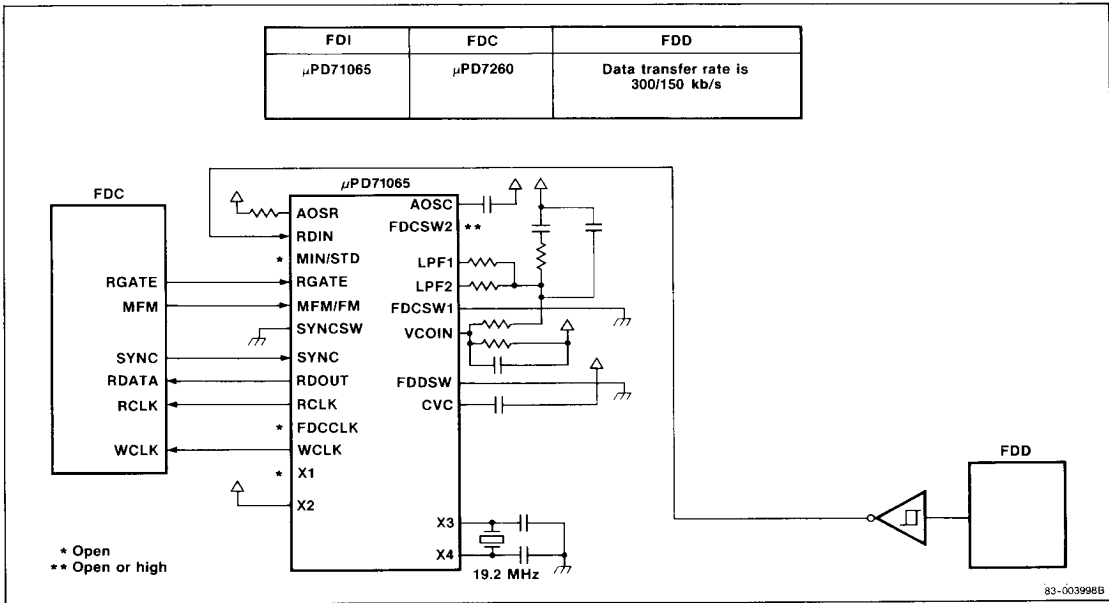 FDI FDC FDD
μPD71065 μPD7260 Data transfer rate is
300/150 kb/s
μPD71065
FDC
RGATE
MFM
SYNC
RDATA
RCLK
WCLK
AOSR
RDIN
* MIN/STD
RGATE
MFM/FM
SYNCSW
SYNC
RDOUT
RCLK
* FDCCLK
WCLK
* X1
X2
AOSC
FDCSW2 **
LPF1
LPF2
FDCSW1
VCOIN
FDDSW
CVC
X3
X4
19.2 MHz
FDD
* Open
** Open or high
83-003998B